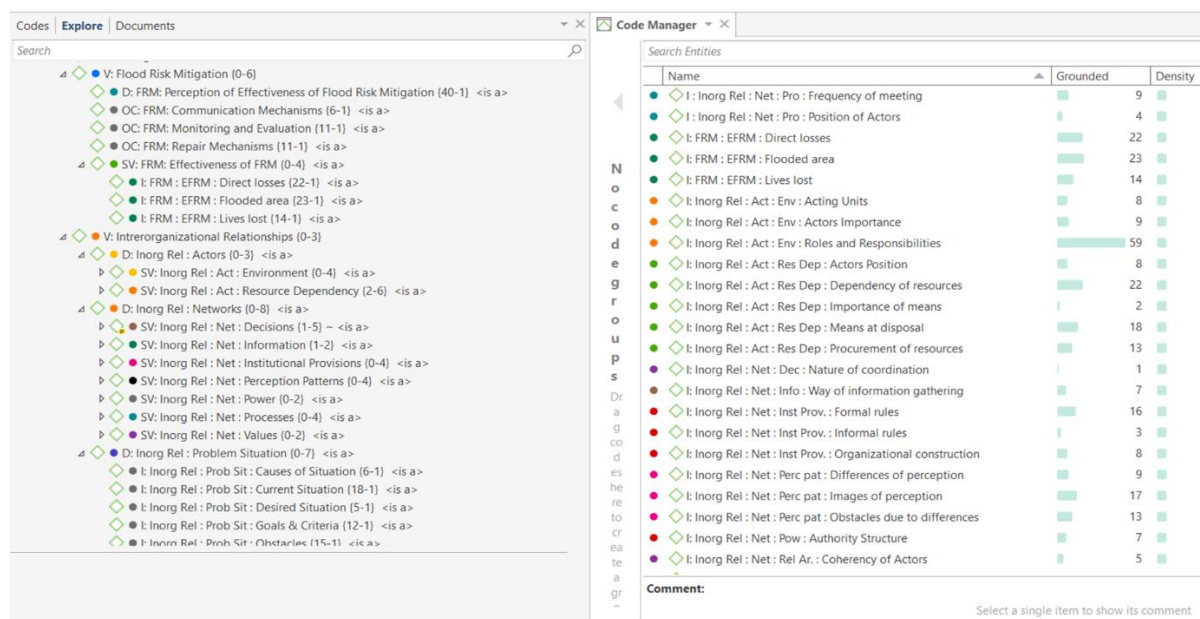 Codes Explore Documents
Search
V: Flood Risk Mitigation {0-6}
D: FRM: Perception of Effectiveness of Flood Risk Mitigation {40-1} <is a>
OC: FRM: Communication Mechanisms {6-1} <is a>
OC: FRM: Monitoring and Evaluation {11-1} <is a>
OC: FRM: Repair Mechanisms {11-1} <is a>
SV: FRM: Effectiveness of FRM {0-4} <is a>
I: FRM : EFRM : Direct losses {22-1} <is a>
I: FRM : EFRM : Flooded area {23-1} <is a>
I: FRM : EFRM : Lives lost {14-1} <is a>
V: Intrerorganizational Relationships {0-3}
D: Inorg Rel : Actors {0-3} <is a>
SV: Inorg Rel : Act : Environment {0-4} <is a>
SV: Inorg Rel : Act : Resource Dependency {2-6} <is a>
D: Inorg Rel : Networks {0-8} <is a>
SV: Inorg Rel : Net : Decisions {1-5} ~ <is a>
SV: Inorg Rel : Net : Information {1-2} <is a>
SV: Inorg Rel : Net : Institutional Provisions {0-4} <is a>
SV: Inorg Rel : Net : Perception Patterns {0-4} <is a>
SV: Inorg Rel : Net : Power {0-2} <is a>
SV: Inorg Rel : Net : Processes {0-4} <is a>
SV: Inorg Rel : Net : Values {0-2} <is a>
D: Inorg Rel : Problem Situation {0-7} <is a>
I: Inorg Rel : Prob Sit : Causes of Situation {6-1} <is a>
I: Inorg Rel : Prob Sit : Current Situation {18-1} <is a>
I: Inorg Rel : Prob Sit : Desired Situation {5-1} <is a>
I: Inorg Rel : Prob Sit : Goals & Criteria {12-1} <is a>
I: Inorg Rel : Prob Sit : Obstacles {15-1} <is a>
Code Manager
Search Entities
No code groups
Drag codes here to create a gr
Name Grounded Density
I : Inorg Rel : Net : Pro : Frequency of meeting 9
I : Inorg Rel : Net : Pro : Position of Actors 4
I: FRM : EFRM : Direct losses 22
I: FRM : EFRM : Flooded area 23
I: FRM : EFRM : Lives lost 14
I: Inorg Rel : Act : Env : Acting Units 8
I: Inorg Rel : Act : Env : Actors Importance 9
I: Inorg Rel : Act : Env : Roles and Responsibilities 59
I: Inorg Rel : Act : Res Dep : Actors Position 8
I: Inorg Rel : Act : Res Dep : Dependency of resources 22
I: Inorg Rel : Act : Res Dep : Importance of means 2
I: Inorg Rel : Act : Res Dep : Means at disposal 18
I: Inorg Rel : Act : Res Dep : Procurement of resources 13
I: Inorg Rel : Net : Dec : Nature of coordination 1
I: Inorg Rel : Net : Info : Way of information gathering 7
I: Inorg Rel : Net : Inst Prov. : Formal rules 16
I: Inorg Rel : Net : Inst Prov. : Informal rules 3
I: Inorg Rel : Net : Inst Prov. : Organizational construction 8
I: Inorg Rel : Net : Perc pat : Differences of perception 9
I: Inorg Rel : Net : Perc pat : Images of perception 17
I: Inorg Rel : Net : Perc pat : Obstacles due to differences 13
I: Inorg Rel : Net : Pow : Authority Structure 7
I: Inorg Rel : Net : Rel Ar. : Coherency of Actors 5
Comment:
Select a single item to show its comment